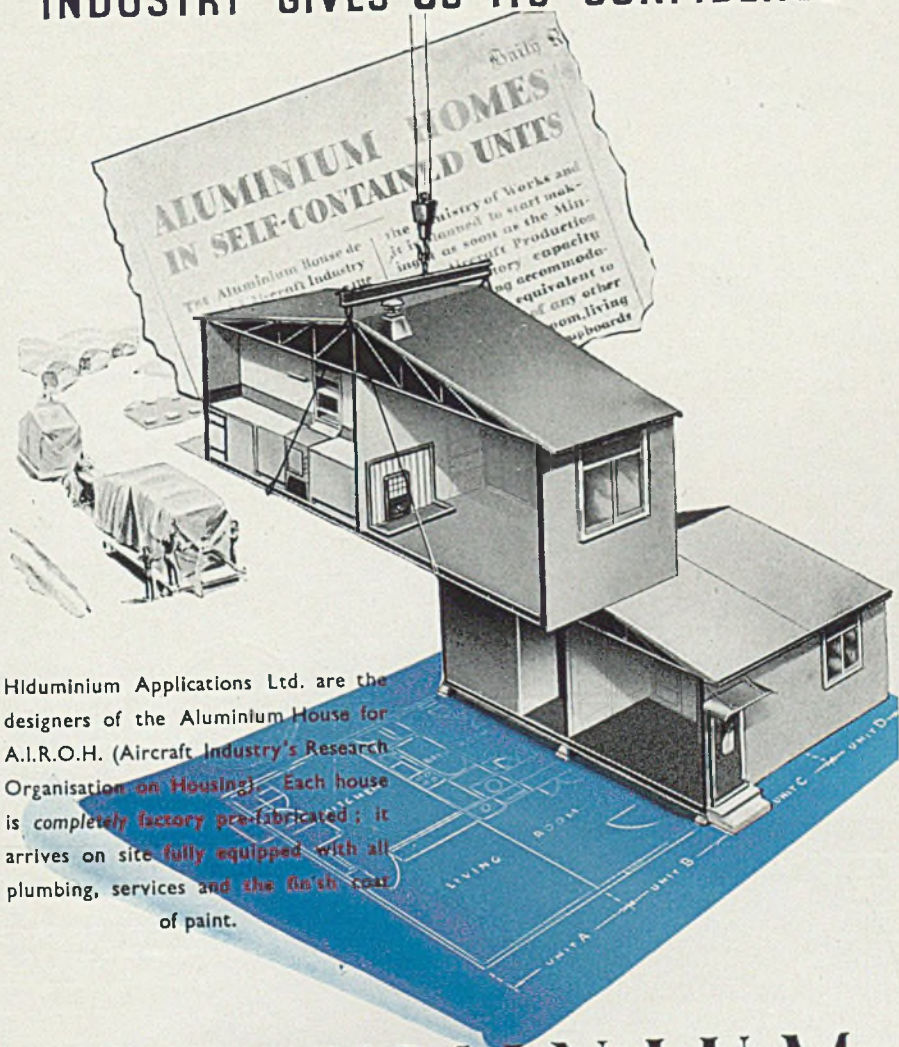 INDUSTRY GIVES US ITS
Daily
ALUMINIUM HOMES
IN SELF-CONTAINED UNITS
THE Aluminium House de
Aircraft Industry
Ministry of Works and
it is planned to start mak-
ing as soon as the Min-
Aircraft Production
capacity
accommoda-
equivalent to
of any other
room, living
cupboards
Hiduminium Applications Ltd. are the
designers of the Aluminium House for
A.I.R.O.H. (Aircraft Industry's Research
Organisation on Housing). Each house
is completely factory pre-fabricated ; it
arrives on site fully equipped with all
plumbing, services and the fin'sh coat
of paint.
LIVING ROOM
UNIT A
UNIT B
UNIT C
UNIT D